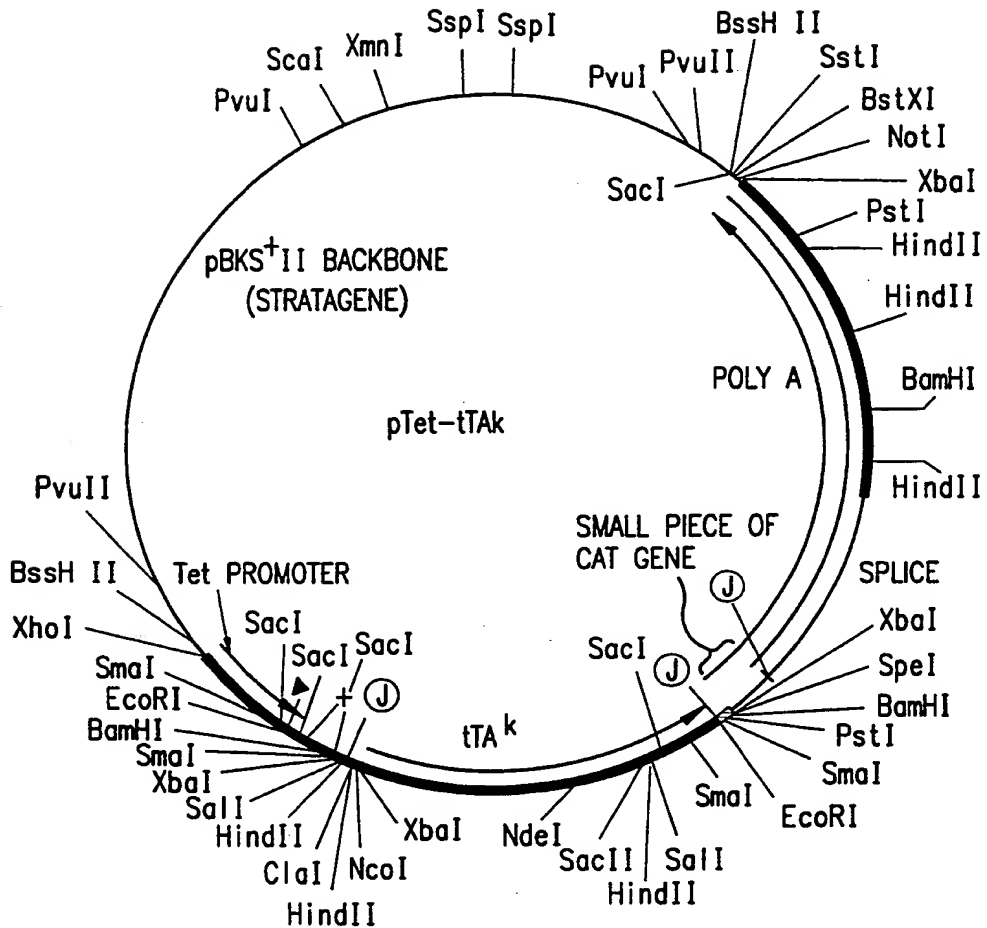 SspI SspI
XmnI
ScaI
PvuI
PvuI
PvuII
BssH II
SstI
BstXI
NotI
XbaI
SacI
PstI
HindII
HindII
BamHI
HindII
pBKS+II BACKBONE
(STRATAGENE)
POLY A
pTet-tTAk
SMALL PIECE OF
CAT GENE
J
SPLICE
PvuII
BssH II
XhoI
Tet PROMOTER
SacI
SacI
SacI
+
J
SacI
J
tTAk
SmaI
EcoRI
BamHI
SmaI
XbaI
SalI
HindII
ClaI
HindII
NcoI
XbaI
NdeI
SacII
HindII
SalI
SmaI
EcoRI
SmaI
PstI
BamHI
SpeI
XbaI